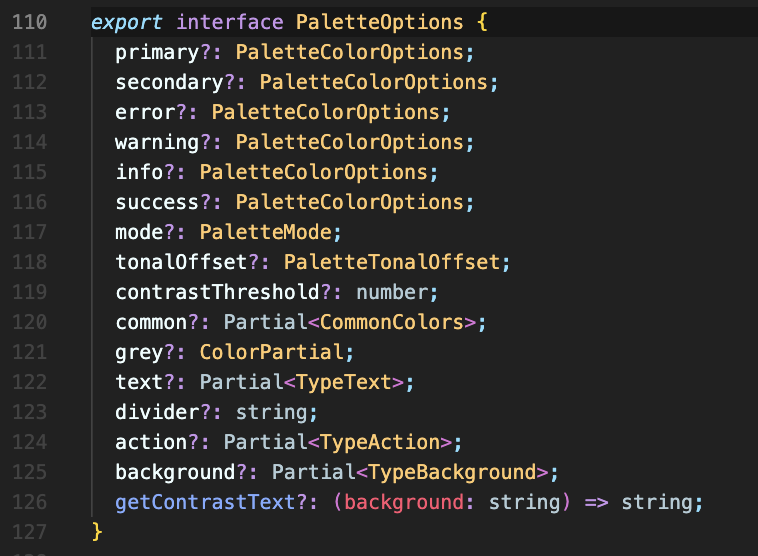 110 export interface PaletteOptions {
111 primary?: PaletteColorOptions;
112 secondary?: PaletteColorOptions;
113 error?: PaletteColorOptions;
114 warning?: PaletteColorOptions;
115 info?: PaletteColorOptions;
116 success?: PaletteColorOptions;
117 mode?: PaletteMode;
118 tonalOffset?: PaletteTonalOffset;
119 contrastThreshold?: number;
120 common?: Partial<CommonColors>;
121 grey?: ColorPartial;
122 text?: Partial<TypeText>;
123 divider?: string;
124 action?: Partial<TypeAction>;
125 background?: Partial<TypeBackground>;
126 getContrastText?: (background: string) => string;
127 }